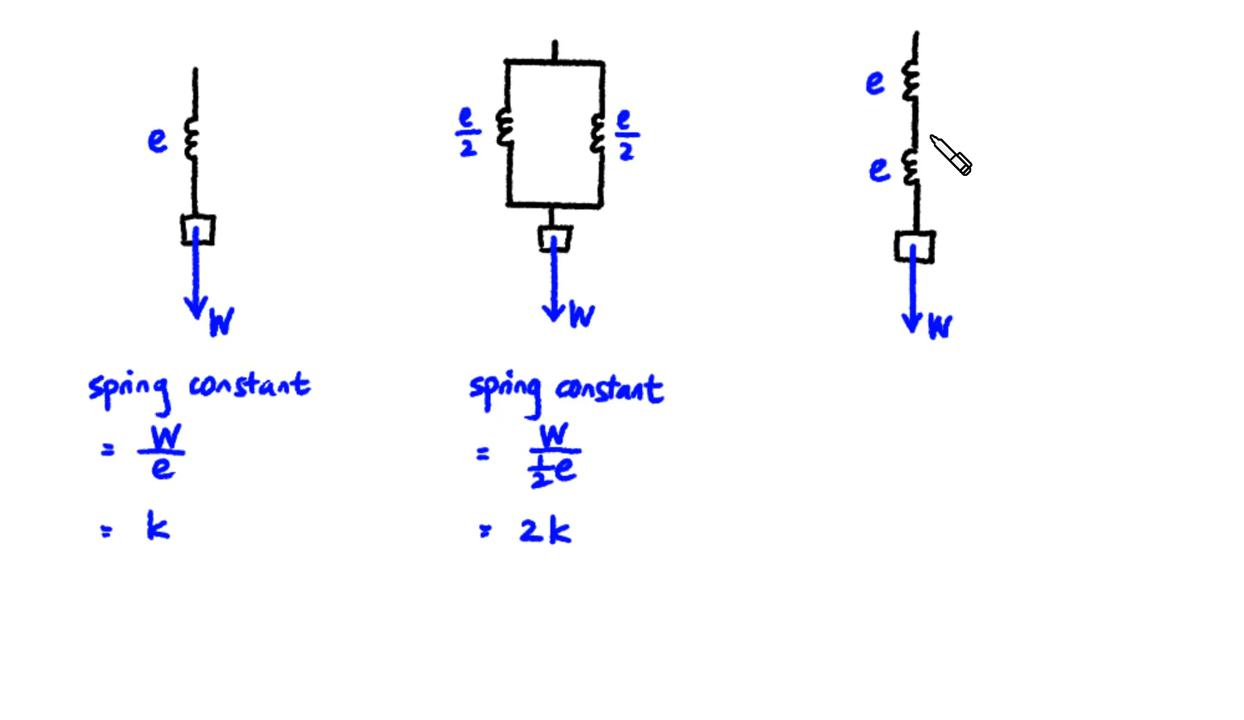 e
W
spring constant
= W/e
= k
e/2
e/2
W
spring constant
= W/(1/2 e)
= 2k
e
e
W